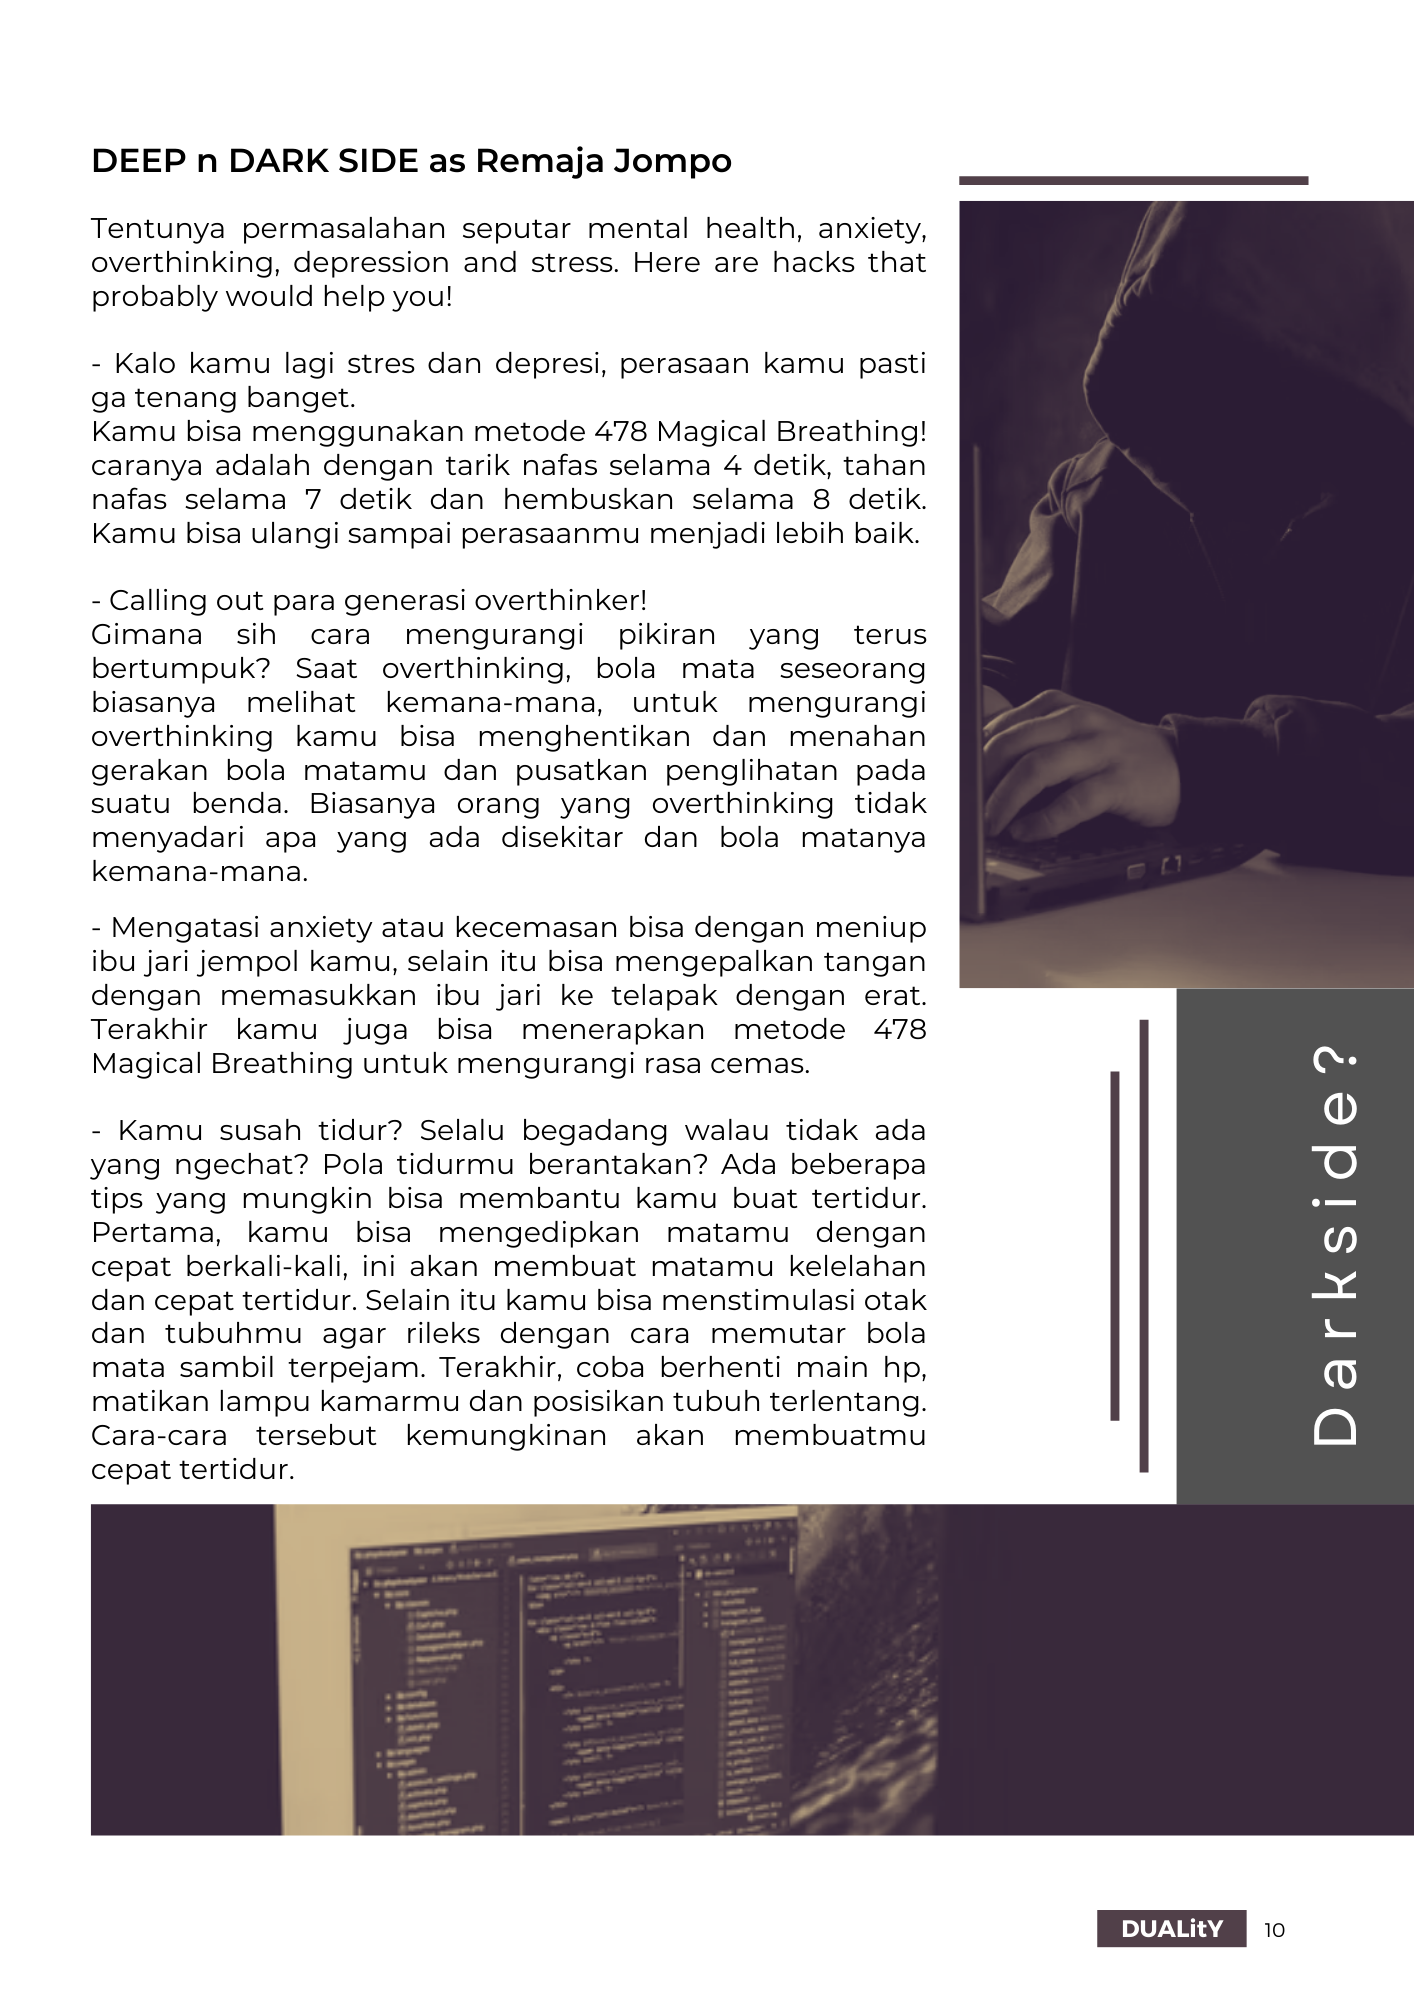 DEEP n DARK SIDE as Remaja Jompo
Tentunya permasalahan seputar mental health, anxiety,
overthinking, depression and stress. Here are hacks that
probably would help you!
- Kalo kamu lagi stres dan depresi, perasaan kamu pasti
ga tenang banget.
Kamu bisa menggunakan metode 478 Magical Breathing!
caranya adalah dengan tarik nafas selama 4 detik, tahan
nafas selama 7 detik dan hembuskan selama 8 detik.
Kamu bisa ulangi sampai perasaanmu menjadi lebih baik.
- Calling out para generasi overthinker!
Gimana sih cara mengurangi pikiran yang terus
bertumpuk? Saat overthinking, bola mata seseorang
biasanya melihat kemana-mana, untuk mengurangi
overthinking kamu bisa menghentikan dan menahan
gerakan bola matamu dan pusatkan penglihatan pada
suatu benda. Biasanya orang yang overthinking tidak
menyadari apa yang ada disekitar dan bola matanya
kemana-mana.
- Mengatasi anxiety atau kecemasan bisa dengan meniup
ibu jari jempol kamu, selain itu bisa mengepalkan tangan
dengan memasukkan ibu jari ke telapak dengan erat.
Terakhir kamu juga bisa menerapkan metode 478
Magical Breathing untuk mengurangi rasa cemas.
- Kamu susah tidur? Selalu begadang walau tidak ada
yang ngechat? Pola tidurmu berantakan? Ada beberapa
tips yang mungkin bisa membantu kamu buat tertidur.
Pertama, kamu bisa mengedipkan matamu dengan
cepat berkali-kali, ini akan membuat matamu kelelahan
dan cepat tertidur. Selain itu kamu bisa menstimulasi otak
dan tubuhmu agar rileks dengan cara memutar bola
mata sambil terpejam. Terakhir, coba berhenti main hp,
matikan lampu kamarmu dan posisikan tubuh terlentang.
Cara-cara tersebut kemungkinan akan membuatmu
cepat tertidur.
Darkside?
DUALitY 10